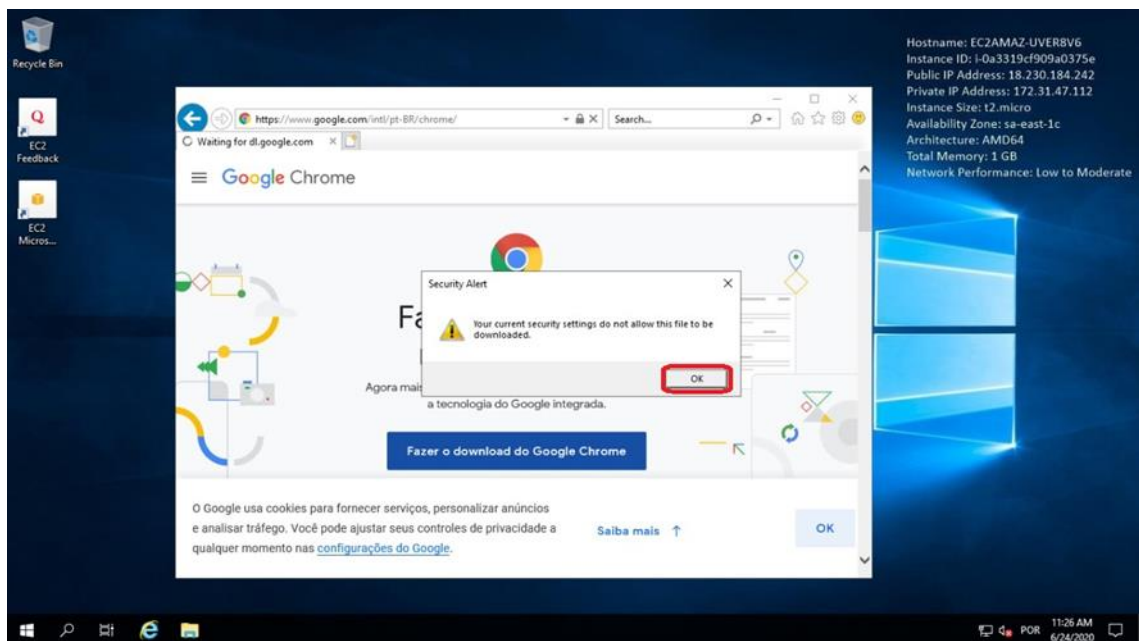 Recycle Bin
EC2
Feedback
EC2
Micros...
Hostname: EC2AMAZ-UVER8V6
Instance ID: i-0a3319cf909a0375e
Public IP Address: 18.230.184.242
Private IP Address: 172.31.47.112
Instance Size: t2.micro
Availability Zone: sa-east-1c
Architecture: AMD64
Total Memory: 1 GB
Network Performance: Low to Moderate
https://www.google.com/intl/pt-BR/chrome/
Search...
Waiting for dl.google.com
Google Chrome
Security Alert
Your current security settings do not allow this file to be
downloaded.
OK
Fa
Agora mais
a tecnologia do Google integrada.
Fazer o download do Google Chrome
O Google usa cookies para fornecer serviços, personalizar anúncios
e analisar tráfego. Você pode ajustar seus controles de privacidade a
qualquer momento nas configurações do Google.
Saiba mais
OK
POR
11:26 AM
6/24/2020